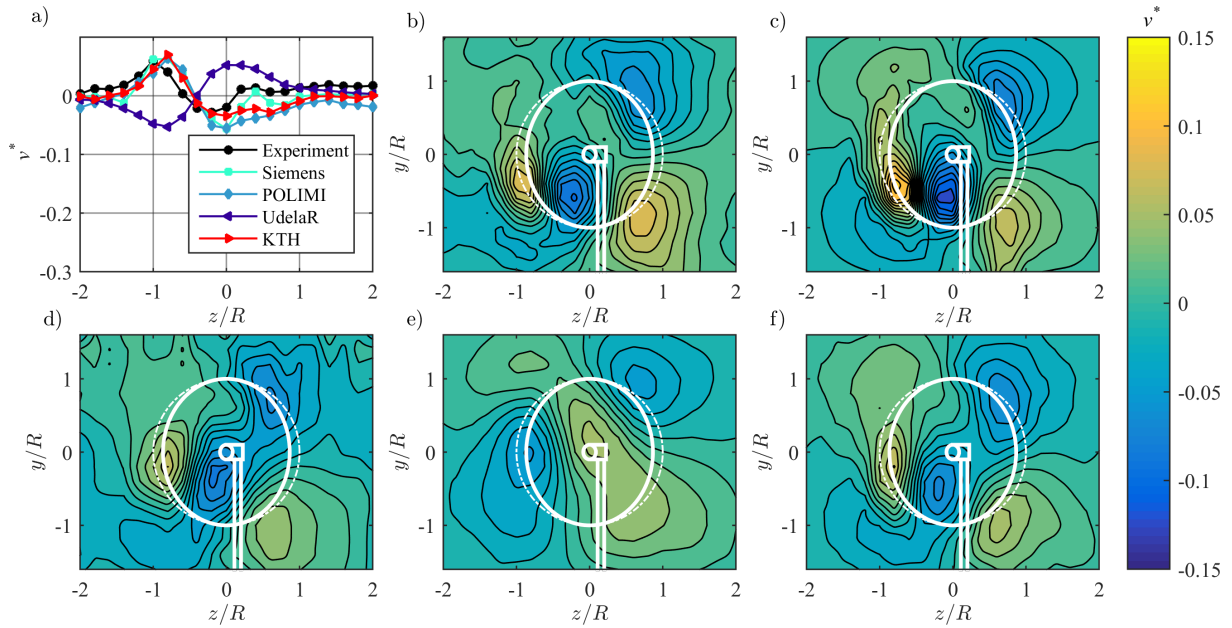 a)
0
-0.1
-0.2
-0.3
v*
Experiment
Siemens
POLIMI
UdelaR
KTH
-2 -1 0 1 2
z/R
b)
1
0
-1
y/R
-2 -1 0 1 2
z/R
c)
1
0
-1
y/R
-2 -1 0 1 2
z/R
v*
0.15
0.1
0.05
0
-0.05
-0.1
-0.15
d)
1
0
-1
y/R
-2 -1 0 1 2
z/R
e)
1
0
-1
y/R
-2 -1 0 1 2
z/R
f)
1
0
-1
y/R
-2 -1 0 1 2
z/R